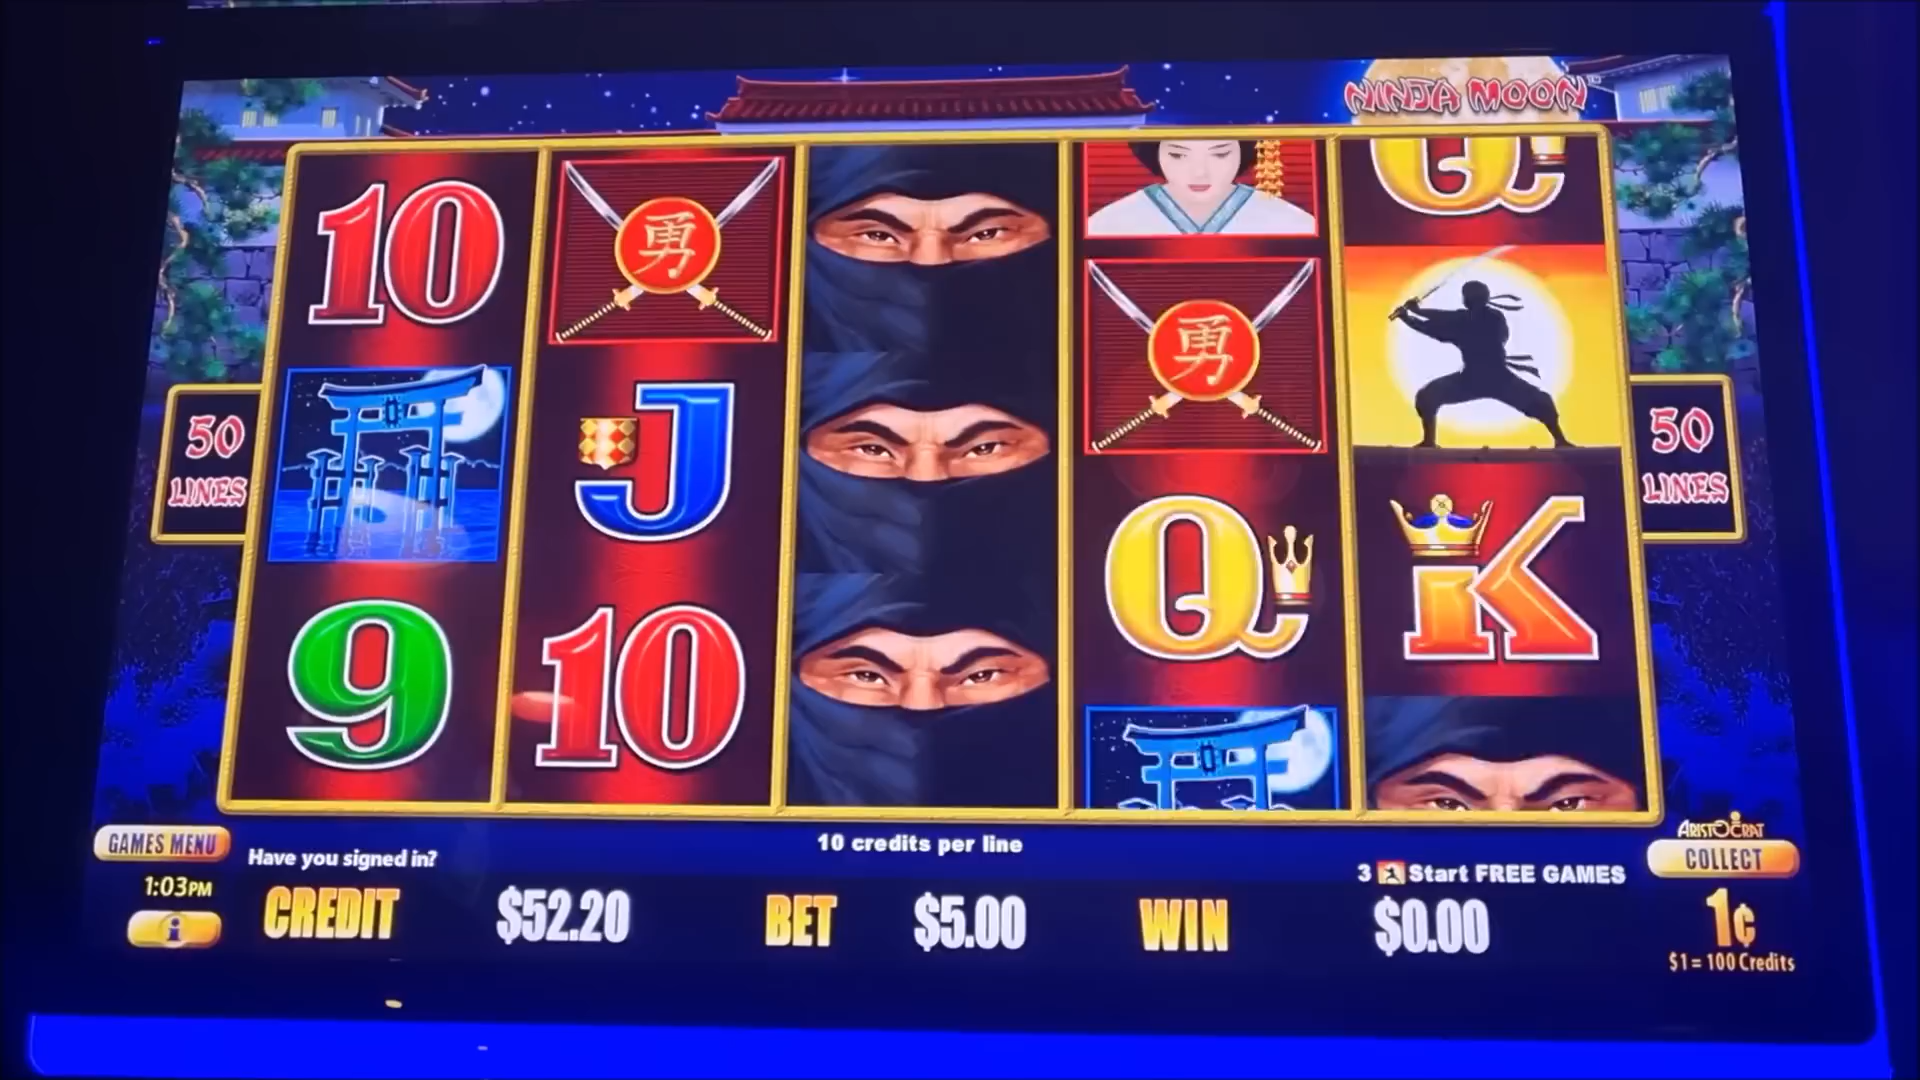 NINJA MOON™
10
勇
Q
勇
50
LINES
J
50
LINES
Q
K
9
10
GAMES MENU
Have you signed in?
10 credits per line
ARISTOCRAT
COLLECT
1:03PM
3 Start FREE GAMES
i
CREDIT $52.20 BET $5.00 WIN $0.00
1¢
$1 = 100 Credits